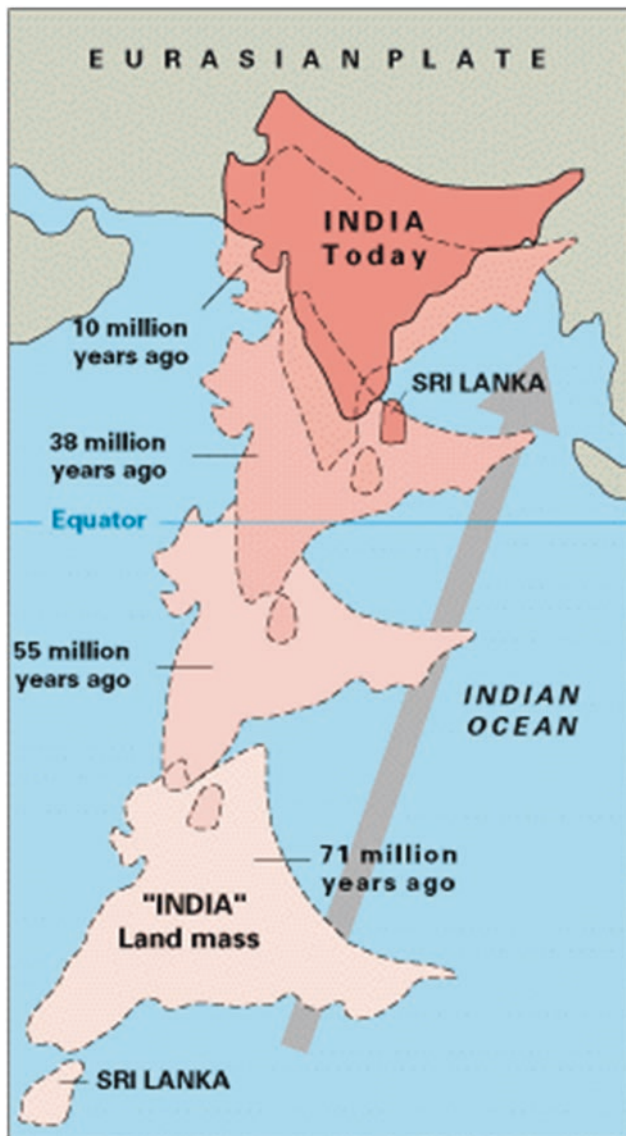 EURASIAN PLATE
INDIA
Today
10 million
years ago
SRI LANKA
38 million
years ago
Equator
55 million
years ago
INDIAN
OCEAN
71 million
years ago
"INDIA"
Land mass
SRI LANKA